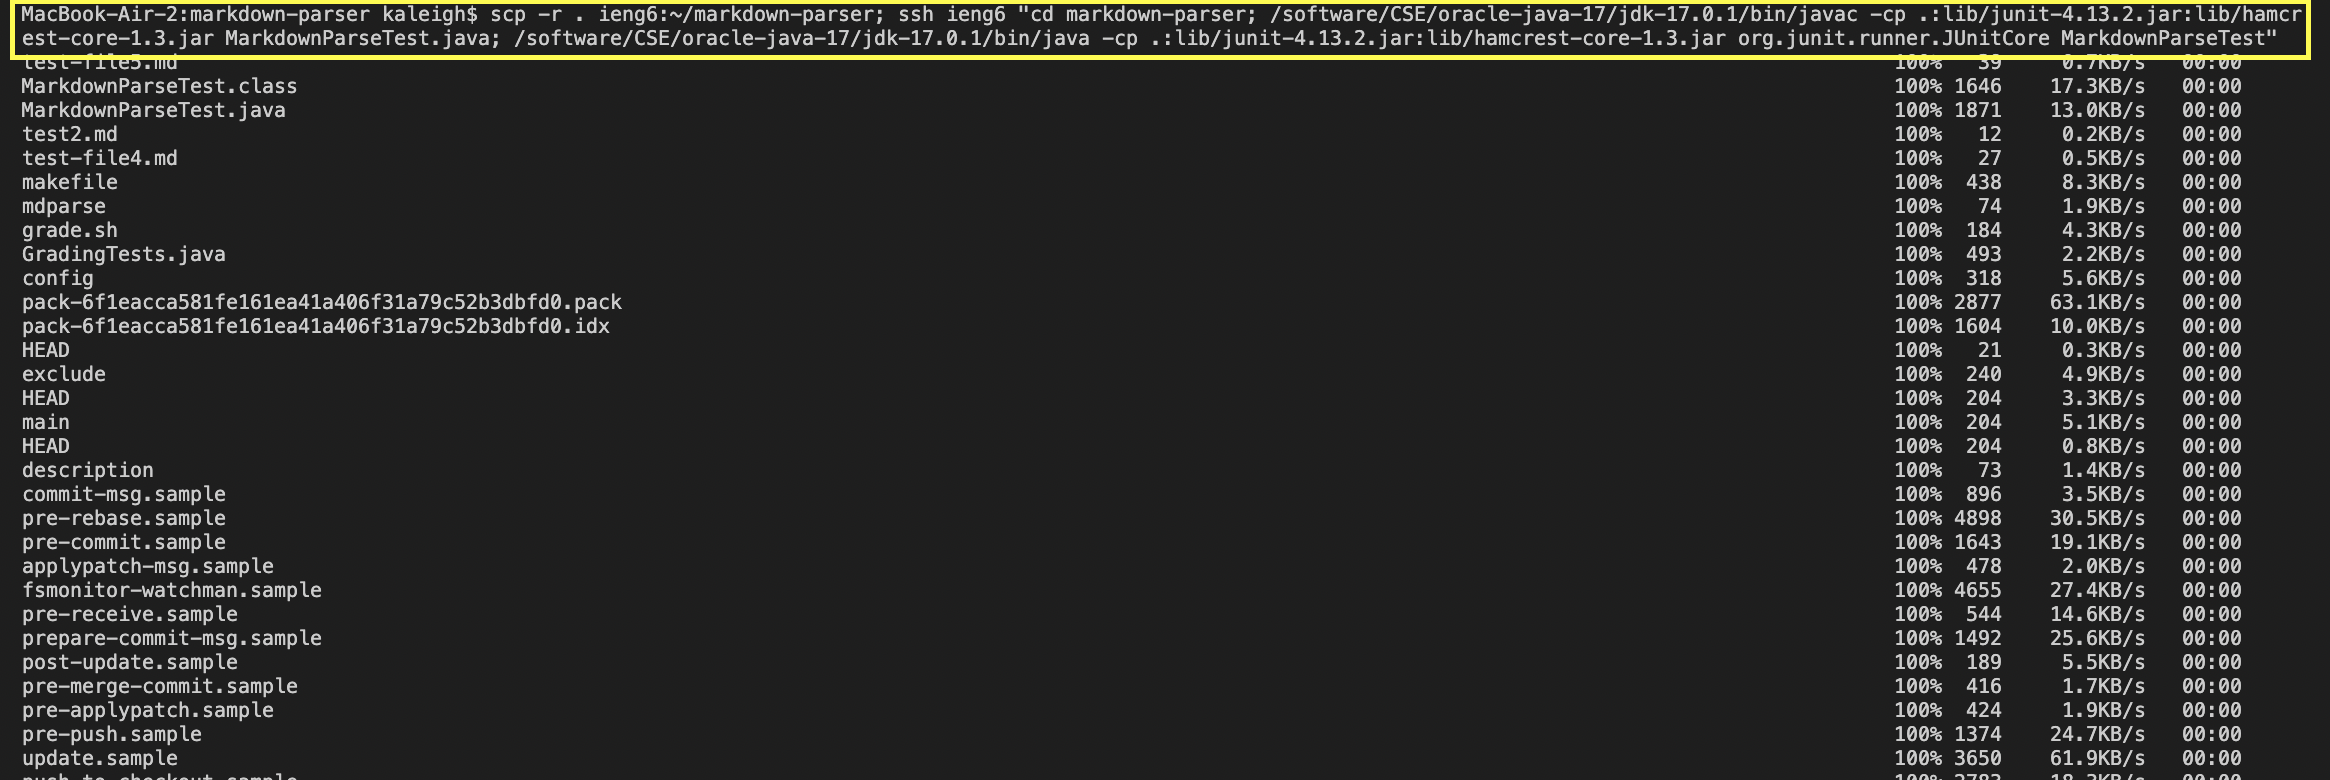 MacBook-Air-2:markdown-parser kaleigh$ scp -r . ieng6:~/markdown-parser; ssh ieng6 "cd markdown-parser; /software/CSE/oracle-java-17/jdk-17.0.1/bin/javac -cp .:lib/junit-4.13.2.jar:lib/hamcr
est-core-1.3.jar MarkdownParseTest.java; /software/CSE/oracle-java-17/jdk-17.0.1/bin/java -cp .:lib/junit-4.13.2.jar:lib/hamcrest-core-1.3.jar org.junit.runner.JUnitCore MarkdownParseTest"
test-file5.md 100% 39 0.7KB/s 00:00
MarkdownParseTest.class 100% 1646 17.3KB/s 00:00
MarkdownParseTest.java 100% 1871 13.0KB/s 00:00
test2.md 100% 12 0.2KB/s 00:00
test-file4.md 100% 27 0.5KB/s 00:00
makefile 100% 438 8.3KB/s 00:00
mdparse 100% 74 1.9KB/s 00:00
grade.sh 100% 184 4.3KB/s 00:00
GradingTests.java 100% 493 2.2KB/s 00:00
config 100% 318 5.6KB/s 00:00
pack-6f1eacca581fe161ea41a406f31a79c52b3dbfd0.pack 100% 2877 63.1KB/s 00:00
pack-6f1eacca581fe161ea41a406f31a79c52b3dbfd0.idx 100% 1604 10.0KB/s 00:00
HEAD 100% 21 0.3KB/s 00:00
exclude 100% 240 4.9KB/s 00:00
HEAD 100% 204 3.3KB/s 00:00
main 100% 204 5.1KB/s 00:00
HEAD 100% 204 0.8KB/s 00:00
description 100% 73 1.4KB/s 00:00
commit-msg.sample 100% 896 3.5KB/s 00:00
pre-rebase.sample 100% 4898 30.5KB/s 00:00
pre-commit.sample 100% 1643 19.1KB/s 00:00
applypatch-msg.sample 100% 478 2.0KB/s 00:00
fsmonitor-watchman.sample 100% 4655 27.4KB/s 00:00
pre-receive.sample 100% 544 14.6KB/s 00:00
prepare-commit-msg.sample 100% 1492 25.6KB/s 00:00
post-update.sample 100% 189 5.5KB/s 00:00
pre-merge-commit.sample 100% 416 1.7KB/s 00:00
pre-applypatch.sample 100% 424 1.9KB/s 00:00
pre-push.sample 100% 1374 24.7KB/s 00:00
update.sample 100% 3650 61.9KB/s 00:00